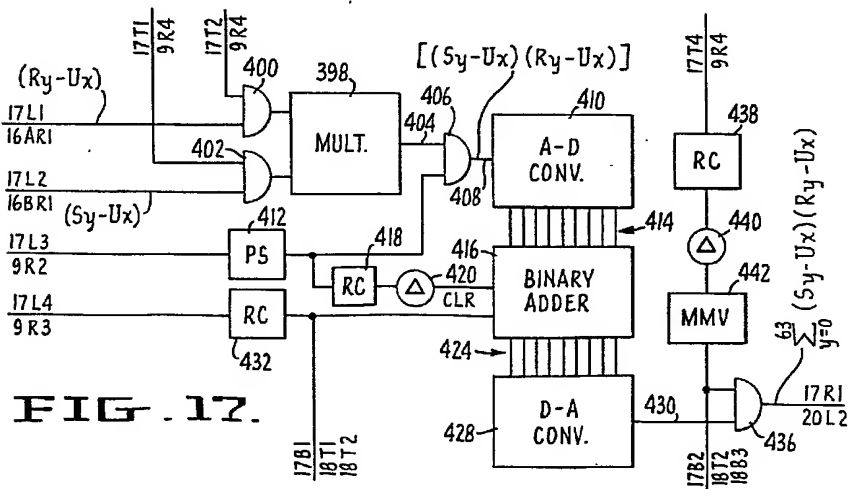 17T1
9R4
17T2
9R4
17T4
9R4
400
398
[(Sy-Ux)(Ry-Ux)]
(Ry-Ux)
406
410
438
17L1
16AR1
402
MULT.
404
A-D
CONV.
RC
408
17L2
16BR1
(Sy-Ux)
412
414
440
Δ
17L3
9R2
PS
418
RC
420
Δ
CLR
416
BINARY
ADDER
442
MMV
17L4
9R3
RC
432
424
63
Σ (Sy-Ux)(Ry-Ux)
y=0
FIG. 17.
428
D-A
CONV.
430
436
17R1
20L2
17B1
18T1
18T2
17B2
18T2
18B3